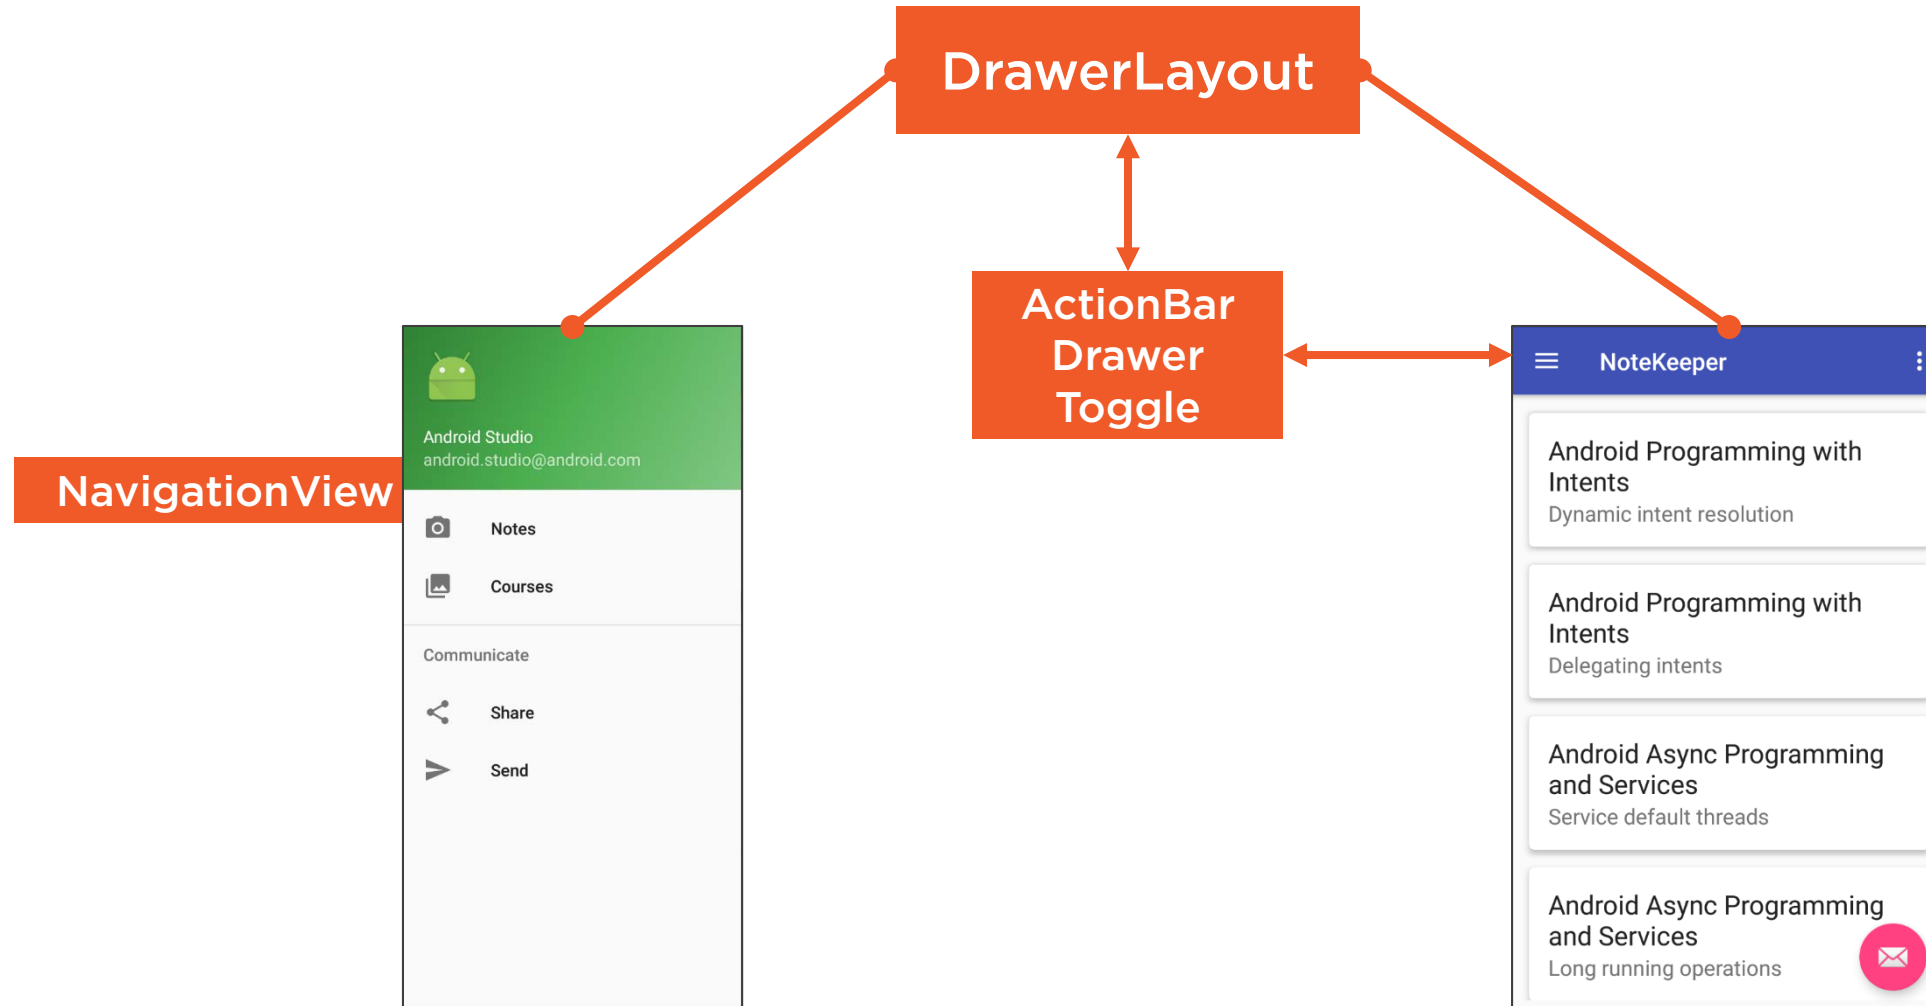 DrawerLayout
ActionBar
Drawer
Toggle
NavigationView
Android Studio
android.studio@android.com
Notes
Courses
Communicate
Share
Send
NoteKeeper
Android Programming with
Intents
Dynamic intent resolution
Android Programming with
Intents
Delegating intents
Android Async Programming
and Services
Service default threads
Android Async Programming
and Services
Long running operations